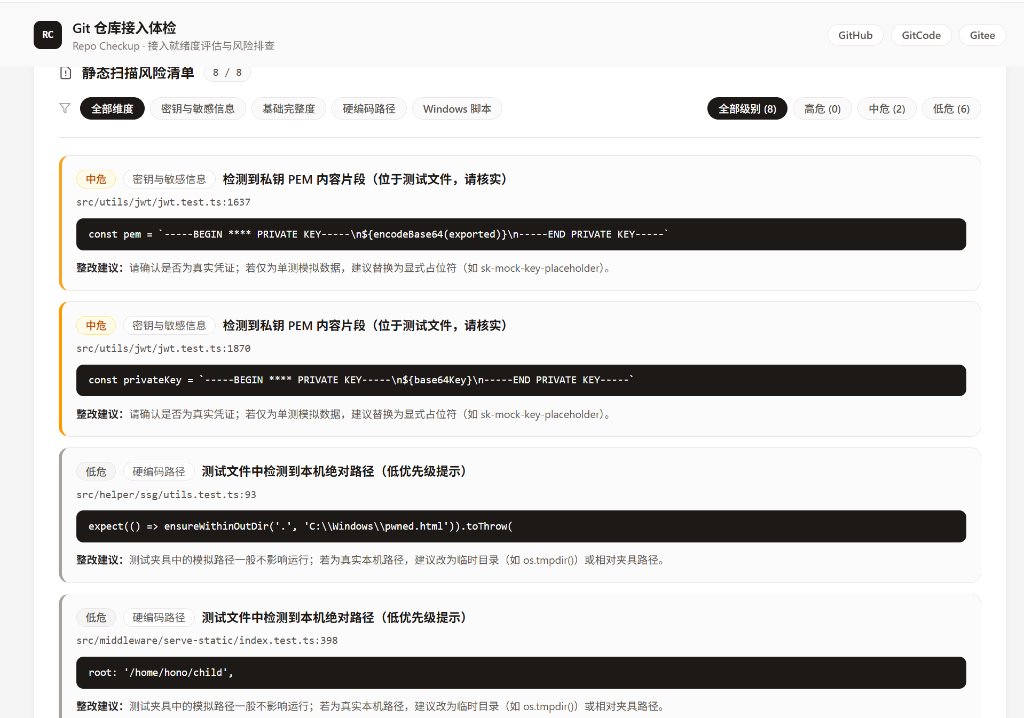 RC
Git 仓库接入体检
Repo Checkup · 接入就绪度评估与风险排查
GitHub GitCode Gitee
静态扫描风险清单 8 / 8
全部维度 密钥与敏感信息 基础完整度 硬编码路径 Windows 脚本 全部级别 (8) 高危 (0) 中危 (2) 低危 (6)
中危 密钥与敏感信息 检测到私钥 PEM 内容片段（位于测试文件，请核实）
src/utils/jwt/jwt.test.ts:1637
const pem = `-----BEGIN **** PRIVATE KEY-----\n${encodeBase64(exported)}\n-----END PRIVATE KEY-----`
整改建议：请确认是否为真实凭证；若仅为单测模拟数据，建议替换为显式占位符（如 sk-mock-key-placeholder）。
中危 密钥与敏感信息 检测到私钥 PEM 内容片段（位于测试文件，请核实）
src/utils/jwt/jwt.test.ts:1870
const privateKey = `-----BEGIN **** PRIVATE KEY-----\n${base64Key}\n-----END PRIVATE KEY-----`
整改建议：请确认是否为真实凭证；若仅为单测模拟数据，建议替换为显式占位符（如 sk-mock-key-placeholder）。
低危 硬编码路径 测试文件中检测到本机绝对路径（低优先级提示）
src/helper/ssg/utils.test.ts:93
expect(() => ensureWithinOutDir('.', 'C:\\Windows\\pwned.html')).toThrow(
整改建议：测试夹具中的模拟路径一般不影响运行；若为真实本机路径，建议改为临时目录（如 os.tmpdir()）或相对夹具路径。
低危 硬编码路径 测试文件中检测到本机绝对路径（低优先级提示）
src/middleware/serve-static/index.test.ts:398
root: '/home/hono/child',
整改建议：测试夹具中的模拟路径一般不影响运行；若为真实本机路径，建议改为临时目录（如 os.tmpdir()）或相对夹具路径。